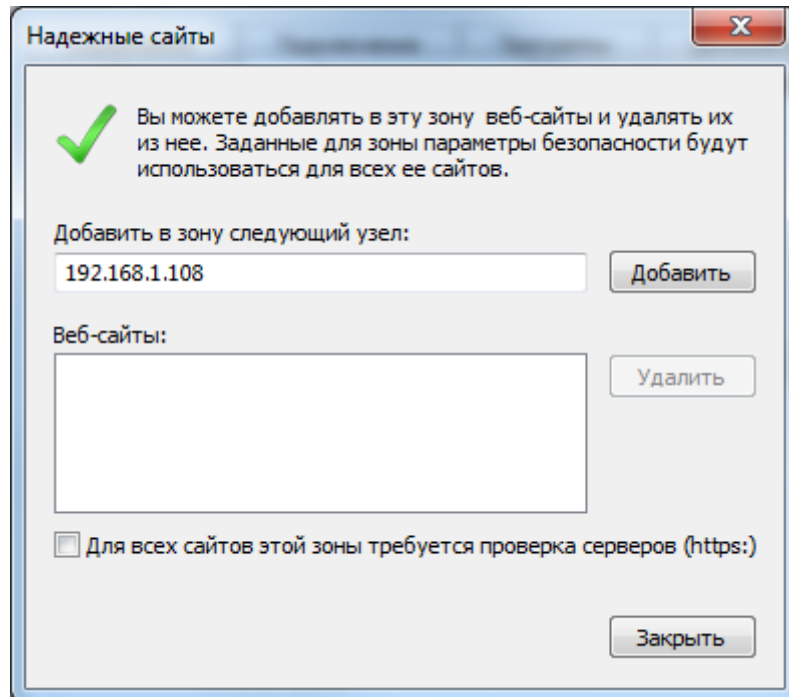 Надежные сайты
Вы можете добавлять в эту зону веб-сайты и удалять их
из нее. Заданные для зоны параметры безопасности будут
использоваться для всех ее сайтов.
Добавить в зону следующий узел:
192.168.1.108
Добавить
Веб-сайты:
Удалить
Для всех сайтов этой зоны требуется проверка серверов (https:)
Закрыть